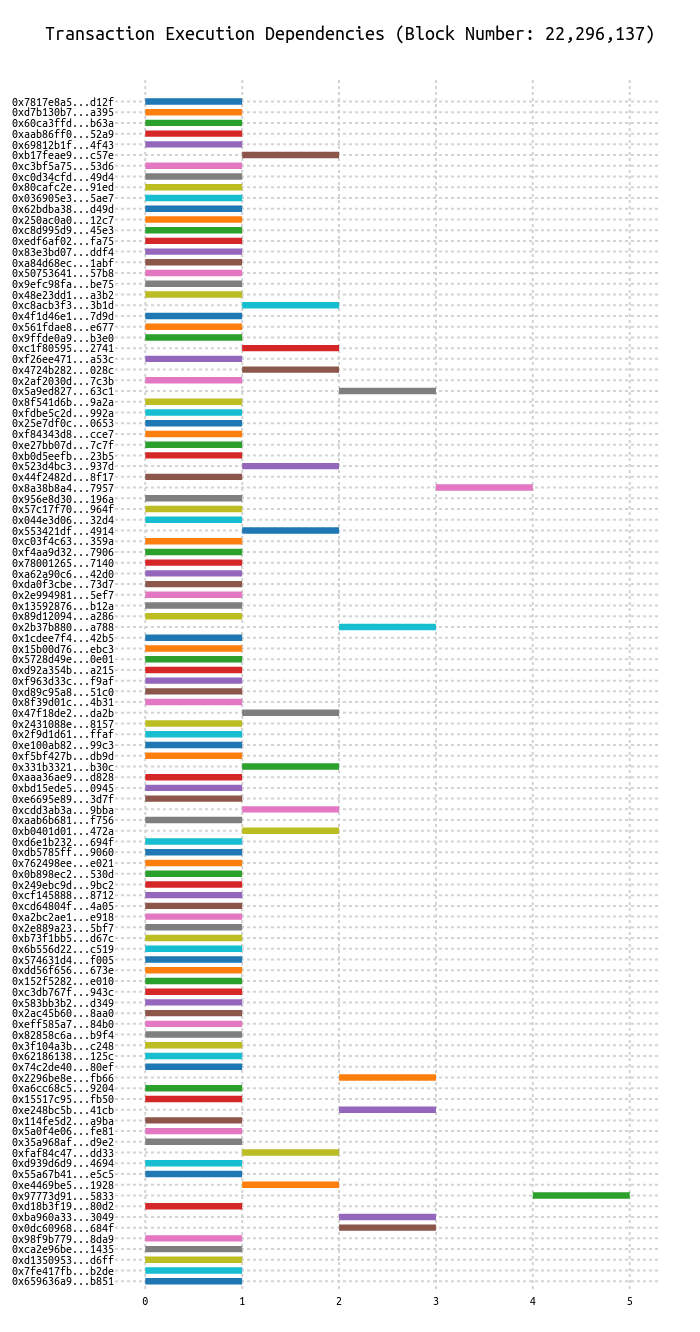 Transaction Execution Dependencies (Block Number: 22,296,137)
0x7817e8a5...d12f
0xd7b130b7...a395
0x60ca3ffd...b63a
0xaab86ff0...52a9
0x69812b1f...4f43
0xb17feae9...c57e
0xc3bf5a75...53d6
0xc0d34cfd...49d4
0x80cafc2e...91ed
0x036905e3...5ae7
0x62bdba38...d49d
0x250ac0a0...12c7
0xc8d995d9...45e3
0xedf6af02...fa75
0x83e3bd07...ddf4
0xa84d68ec...1abf
0x50753641...57b8
0x9efc98fa...be75
0x48e23dd1...a3b2
0xc8acb3f3...3b1d
0x4f1d46e1...7d9d
0x561fdae8...e677
0x9ffde0a9...b3e0
0xc1f80595...2741
0xf26ee471...a53c
0x4724b282...028c
0x2af2030d...7c3b
0x5a9ed827...63c1
0x8f541d6b...9a2a
0xfdbe5c2d...992a
0x25e7df0c...0653
0xf84343d8...cce7
0xe27bb07d...7c7f
0xb0d5eefb...23b5
0x523d4bc3...937d
0x44f2482d...8f17
0x8a38b8a4...7957
0x956e8d30...196a
0x57c17f70...964f
0x044e3d06...32d4
0x553421df...4914
0xc03f4c63...359a
0xf4aa9d32...7906
0x78001265...7140
0xa62a90c6...42d0
0xda0f3cbe...73d7
0x2e994981...5ef7
0x13592876...b12a
0x89d12094...a286
0x2b37b880...a788
0x1cdee7f4...42b5
0x15b00d76...ebc3
0x5728d49e...0e01
0xd92a354b...a215
0xf963d33c...f9af
0xd89c95a8...51c0
0x8f39d01c...4b31
0x47f18de2...da2b
0x2431088e...8157
0x2f9d1d61...ffaf
0xe100ab82...99c3
0xf5bf427b...db9d
0x331b3321...b30c
0xaaa36ae9...d828
0xbd15ede5...0945
0xe6695e89...3d7f
0xcdd3ab3a...9bba
0xaab6b681...f756
0xb0401d01...472a
0xd6e1b232...694f
0xdb5785ff...9060
0x762498ee...e021
0x0b898ec2...530d
0x249ebc9d...9bc2
0xcf145888...8712
0xcd64804f...4a05
0xa2bc2ae1...e918
0x2e889a23...5bf7
0xb73f1bb5...d67c
0x6b556d22...c519
0x574631d4...f005
0xdd56f656...673e
0x152f5282...e010
0xc3db767f...943c
0x583bb3b2...d349
0x2ac45b60...8aa0
0xeff585a7...84b0
0x82858c6a...b9f4
0x3f104a3b...c248
0x62186138...125c
0x74c2de40...80ef
0x2296be8e...fb66
0xa6cc68c5...9204
0x15517c95...fb50
0xe248bc5b...41cb
0x114fe5d2...a9ba
0x5a0f4e06...fe81
0x35a968af...d9e2
0xfaf84c47...dd33
0xd939d6d9...4694
0x55a67b41...e5c5
0xe4469be5...1928
0x97773d91...5833
0xd18b3f19...80d2
0xba960a33...3049
0x0dc60968...684f
0x98f9b779...8da9
0xca2e96be...1435
0xd1350953...d6ff
0x7fe417fb...b2de
0x659636a9...b851
0 1 2 3 4 5